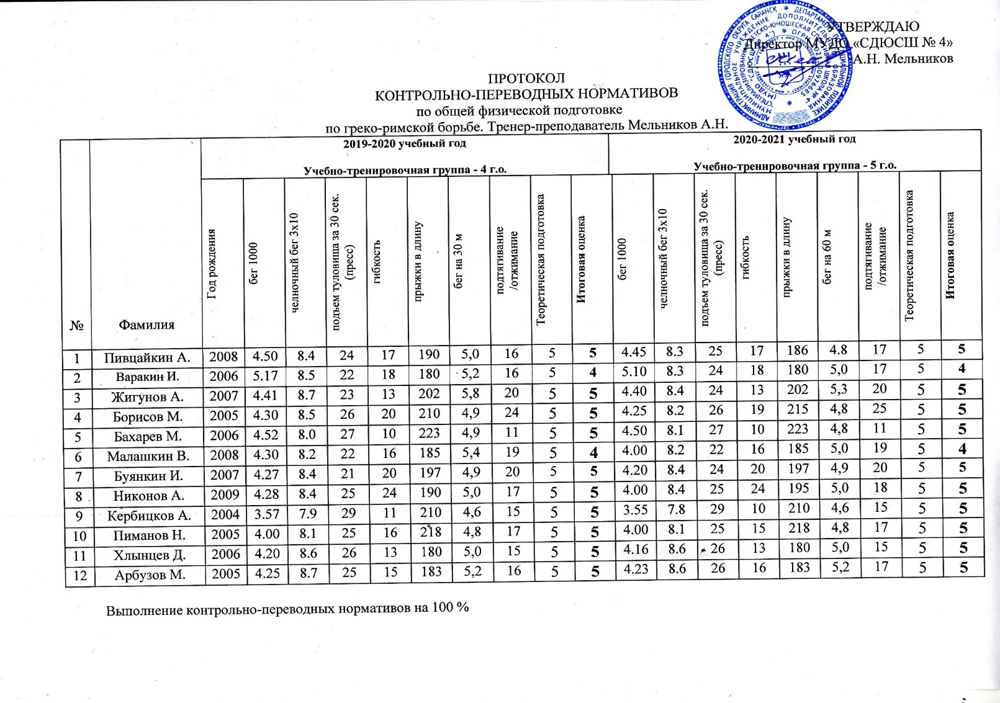 УТВЕРЖДАЮ
Директор МУДО «СДЮСШ № 4»
А.Н. Мельников
ПРОТОКОЛ
КОНТРОЛЬНО-ПЕРЕВОДНЫХ НОРМАТИВОВ
по общей физической подготовке
по греко-римской борьбе. Тренер-преподаватель Мельников А.Н.
2019-2020 учебный год 2020-2021 учебный год
Учебно-тренировочная группа - 4 г.о. Учебно-тренировочная группа - 5 г.о.
№ Фамилия Год рождения бег 1000 челночный бег 3х10 подъем туловища за 30 сек. (пресс) гибкость прыжки в длину бег на 30 м подтягивание /отжимание Теоретическая подготовка Итоговая оценка бег 1000 челночный бег 3х10 подъем туловища за 30 сек. (пресс) гибкость прыжки в длину бег на 60 м подтягивание /отжимание Теоретическая подготовка Итоговая оценка
1 Пивцайкин А. 2008 4.50 8.4 24 17 190 5,0 16 5 5 4.45 8.3 25 17 186 4.8 17 5 5
2 Варакин И. 2006 5.17 8.5 22 18 180 5,2 16 5 4 5.10 8.3 24 18 180 5,0 17 5 4
3 Жигунов А. 2007 4.41 8.7 23 13 202 5,8 20 5 5 4.40 8.4 24 13 202 5,3 20 5 5
4 Борисов М. 2005 4.30 8.5 26 20 210 4,9 24 5 5 4.25 8.2 26 19 215 4,8 25 5 5
5 Бахарев М. 2006 4.52 8.0 27 10 223 4,9 11 5 5 4.50 8.1 27 10 223 4,8 11 5 5
6 Малашкин В. 2008 4.30 8.2 22 16 185 5,4 19 5 4 4.00 8.2 22 16 185 5,0 19 5 4
7 Буянкин И. 2007 4.27 8.4 21 20 197 4,9 20 5 5 4.20 8.4 24 20 197 4,9 20 5 5
8 Никонов А. 2009 4.28 8.4 25 24 190 5,0 17 5 5 4.00 8.4 25 24 195 5,0 18 5 5
9 Кербицков А. 2004 3.57 7.9 29 11 210 4,6 15 5 5 3.55 7.8 29 10 210 4,6 15 5 5
10 Пиманов Н. 2005 4.00 8.1 25 16 218 4,8 17 5 5 4.00 8.1 25 15 218 4,8 17 5 5
11 Хлынцев Д. 2006 4.20 8.6 26 13 180 5,0 15 5 5 4.16 8.6 26 13 180 5,0 15 5 5
12 Арбузов М. 2005 4.25 8.7 25 15 183 5,2 16 5 5 4.23 8.6 26 16 183 5,2 17 5 5
Выполнение контрольно-переводных нормативов на 100 %